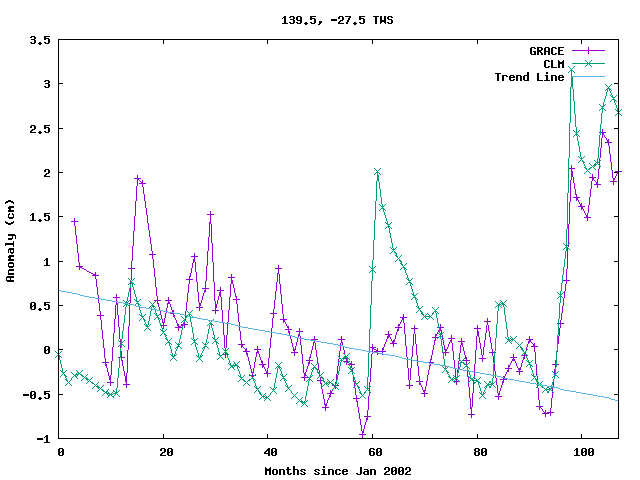 139.5, -27.5 TWS
GRACE
CLM
Trend Line
3.5
3
2.5
2
1.5
1
0.5
0
-0.5
-1
Anomaly (cm)
0 20 40 60 80 100
Months since Jan 2002